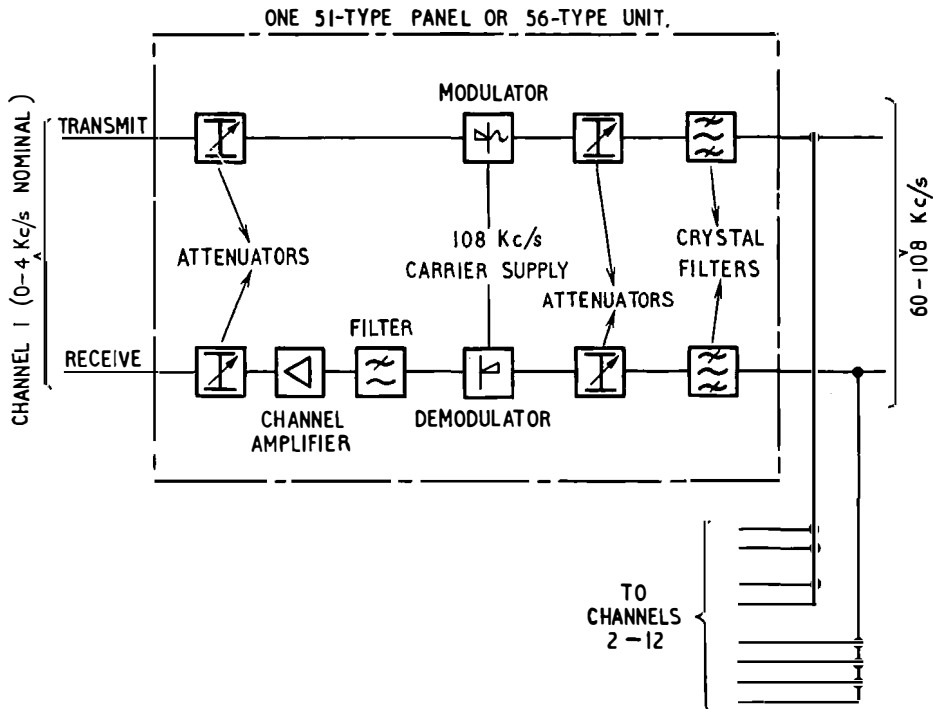 ONE 51-TYPE PANEL OR 56-TYPE UNIT.
CHANNEL 1 (0-4 Kc/s NOMINAL)
TRANSMIT
MODULATOR
ATTENUATORS
108 Kc/s
CARRIER SUPPLY
ATTENUATORS
CRYSTAL
FILTERS
60-108 Kc/s
RECEIVE
FILTER
CHANNEL
AMPLIFIER
DEMODULATOR
TO
CHANNELS
2-12